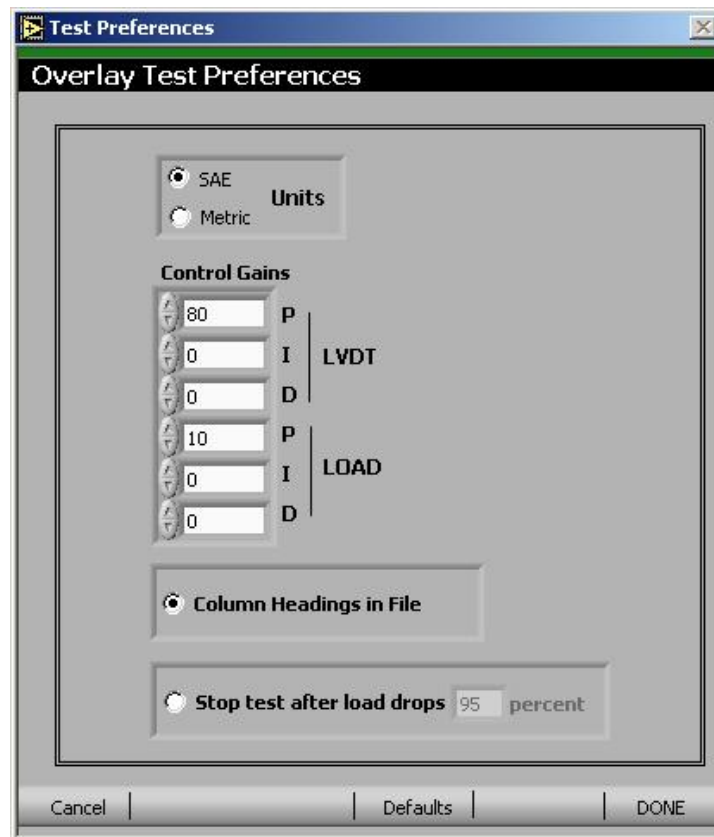 Test Preferences
Overlay Test Preferences
SAE
Units
Metric
Control Gains
80 P
0 I LVDT
0 D
10 P
0 I LOAD
0 D
Column Headings in File
Stop test after load drops 95 percent
Cancel Defaults DONE